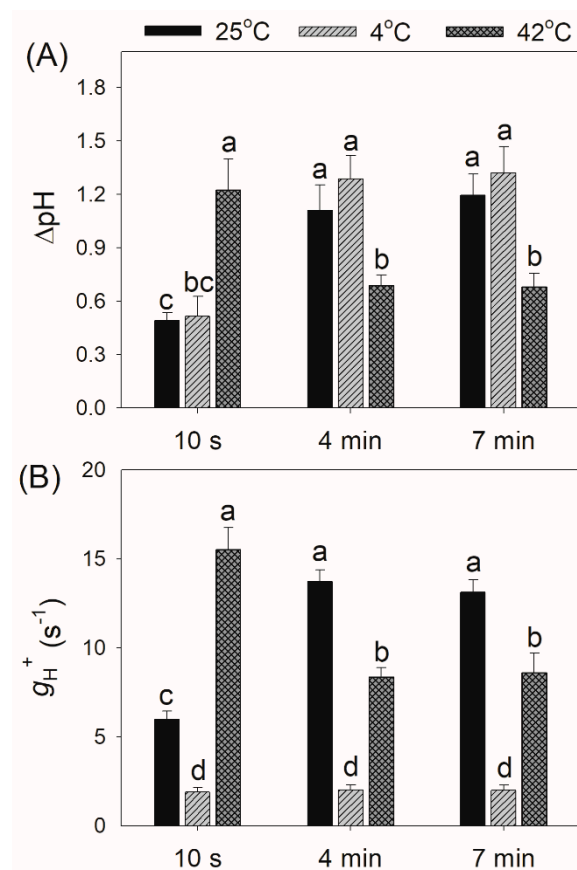 25°C 4°C 42°C
(A)
ΔpH
1.8
1.5
1.2
0.9
0.6
0.3
0.0
c bc a a a b a a b
10 s 4 min 7 min
(B)
gH+ (s-1)
20
15
10
5
0
c d a a d b a d b
10 s 4 min 7 min